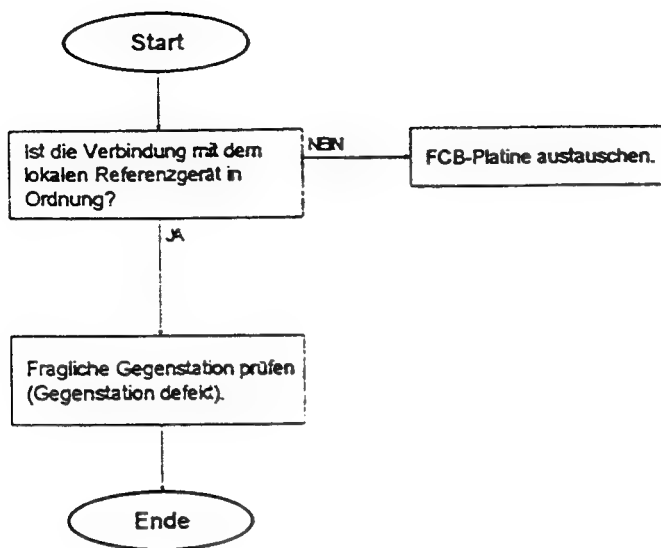 Start
Ist die Verbindung mit dem
lokalen Referenzgerät in
Ordnung?
NEIN
FCB-Platine austauschen.
JA
Fragliche Gegenstation prüfen
(Gegenstation defekt).
Ende